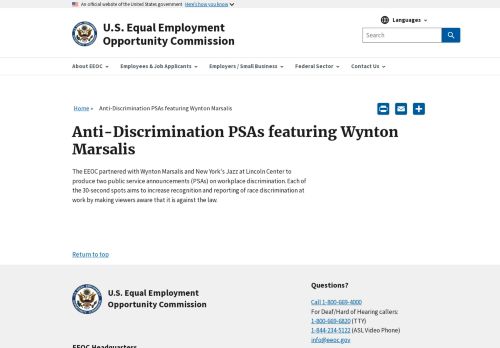 An official website of the United States government Here's how you know
U.S. Equal Employment
Opportunity Commission
Languages
Search
About EEOC
Employees & Job Applicants
Employers / Small Business
Federal Sector
Contact Us
Home » Anti-Discrimination PSAs featuring Wynton Marsalis
Anti-Discrimination PSAs featuring Wynton
Marsalis
The EEOC partnered with Wynton Marsalis and New York's Jazz at Lincoln Center to
produce two public service announcements (PSAs) on workplace discrimination. Each of
the 30-second spots aims to increase recognition and reporting of race discrimination at
work by making viewers aware that it is against the law.
Return to top
U.S. Equal Employment
Opportunity Commission
Questions?
Call 1-800-669-4000
For Deaf/Hard of Hearing callers:
1-800-669-6820 (TTY)
1-844-234-5122 (ASL Video Phone)
info@eeoc.gov
EEOC Headquarters